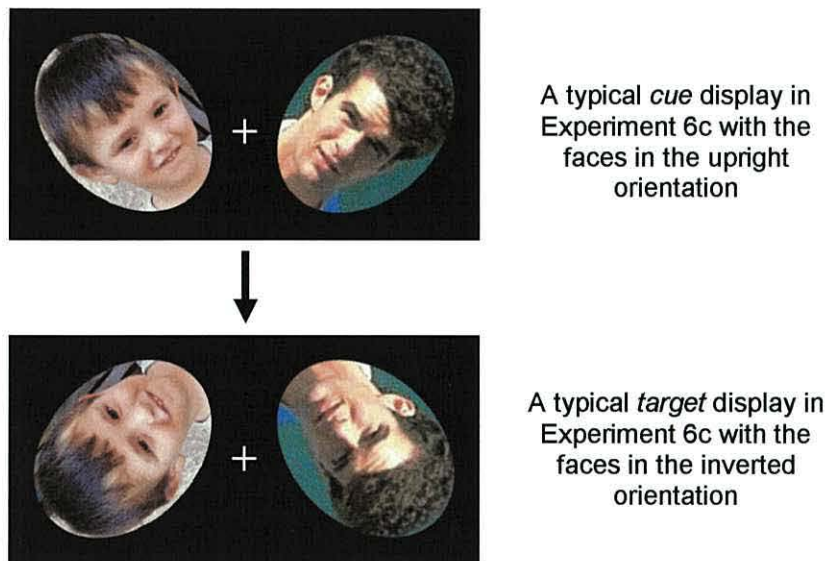 A typical cue display in
Experiment 6c with the
faces in the upright
orientation
A typical target display in
Experiment 6c with the
faces in the inverted
orientation